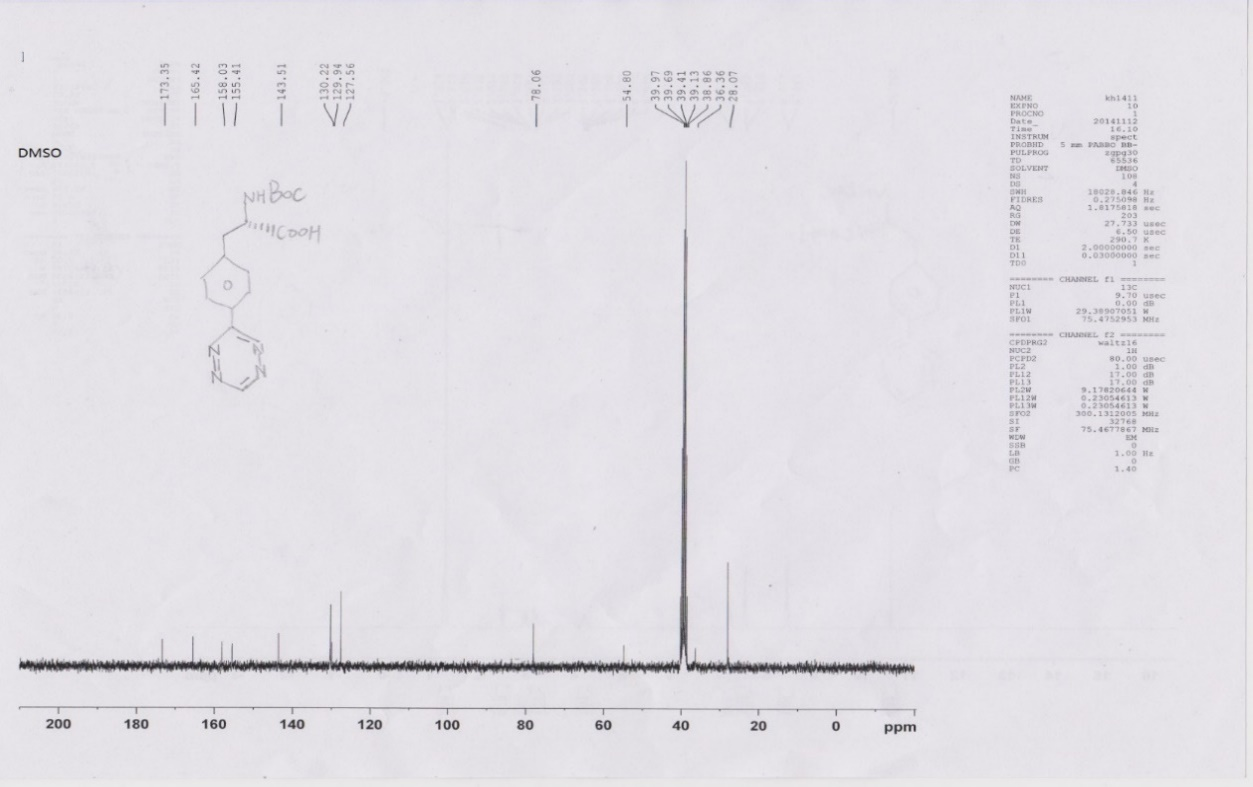 1
173.35
165.42
158.03
155.41
143.51
130.22
129.94
127.56
78.06
54.80
39.97
39.69
39.41
39.13
38.86
36.36
28.07
DMSO
NHBoc
COOH
N N
N N
200 180 160 140 120 100 80 60 40 20 0 ppm
NAME kh1411
EXPNO 10
PROCNO 1
Date_ 20141112
Time 16.10
INSTRUM spect
PROBHD 5 mm PABBO BB-
PULPROG zgpg30
TD 65536
SOLVENT DMSO
NS 108
DS 4
SWH 18028.846 Hz
FIDRES 0.275098 Hz
AQ 1.8175818 sec
RG 203
DW 27.733 usec
DE 6.50 usec
TE 290.7 K
D1 2.00000000 sec
D11 0.03000000 sec
TD0 1
======== CHANNEL f1 ========
NUC1 13C
P1 9.70 usec
PL1 0.00 dB
PL1W 29.38907051 W
SFO1 75.4752953 MHz
======== CHANNEL f2 ========
CPDPRG2 waltz16
NUC2 1H
PCPD2 80.00 usec
PL2 1.00 dB
PL12 17.00 dB
PL13 17.00 dB
PL2W 9.17820644 W
PL12W 0.23054613 W
PL13W 0.23054613 W
SFO2 300.1312005 MHz
SI 32768
SF 75.4677867 MHz
WDW EM
SSB 0
LB 1.00 Hz
GB 0
PC 1.40